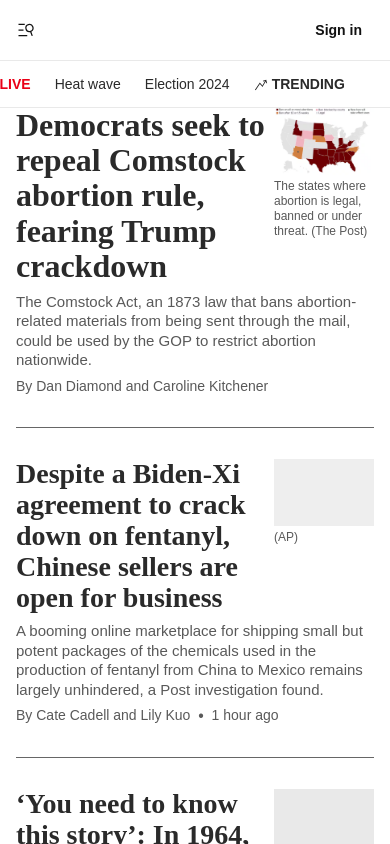 Sign in
LIVE Heat wave Election 2024 TRENDING
Democrats seek to
repeal Comstock
abortion rule,
fearing Trump
crackdown
The states where
abortion is legal,
banned or under
threat. (The Post)
The Comstock Act, an 1873 law that bans abortion-
related materials from being sent through the mail,
could be used by the GOP to restrict abortion
nationwide.
By Dan Diamond and Caroline Kitchener
Despite a Biden-Xi
agreement to crack
down on fentanyl,
Chinese sellers are
open for business
(AP)
A booming online marketplace for shipping small but
potent packages of the chemicals used in the
production of fentanyl from China to Mexico remains
largely unhindered, a Post investigation found.
By Cate Cadell and Lily Kuo • 1 hour ago
‘You need to know
this story’: In 1964,